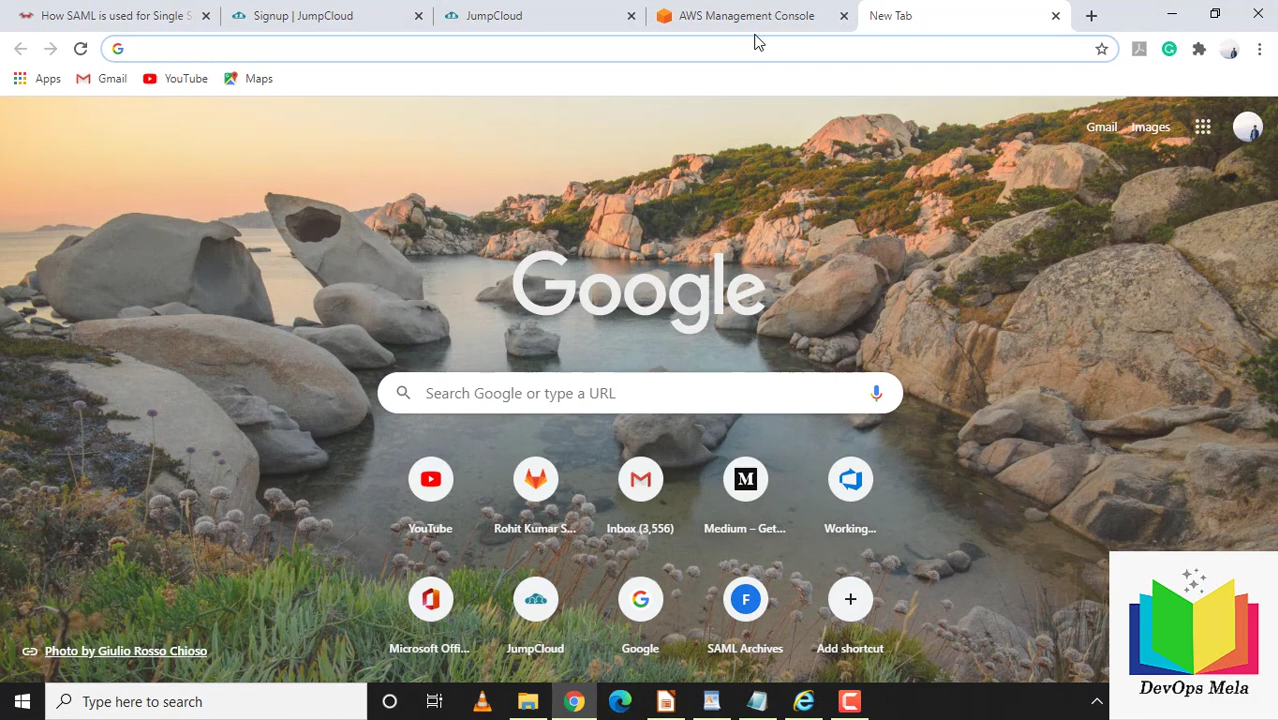 How SAML is used for Single S
Signup | JumpCloud
JumpCloud
AWS Management Console
New Tab
Apps
Gmail
YouTube
Maps
Gmail
Images
Google
Search Google or type a URL
YouTube
Rohit Kumar S...
Inbox (3,556)
Medium – Get...
Working...
Microsoft Offi...
JumpCloud
Google
SAML Archives
Add shortcut
Photo by Giulio Rosso Chioso
DevOps Mela
Type here to search